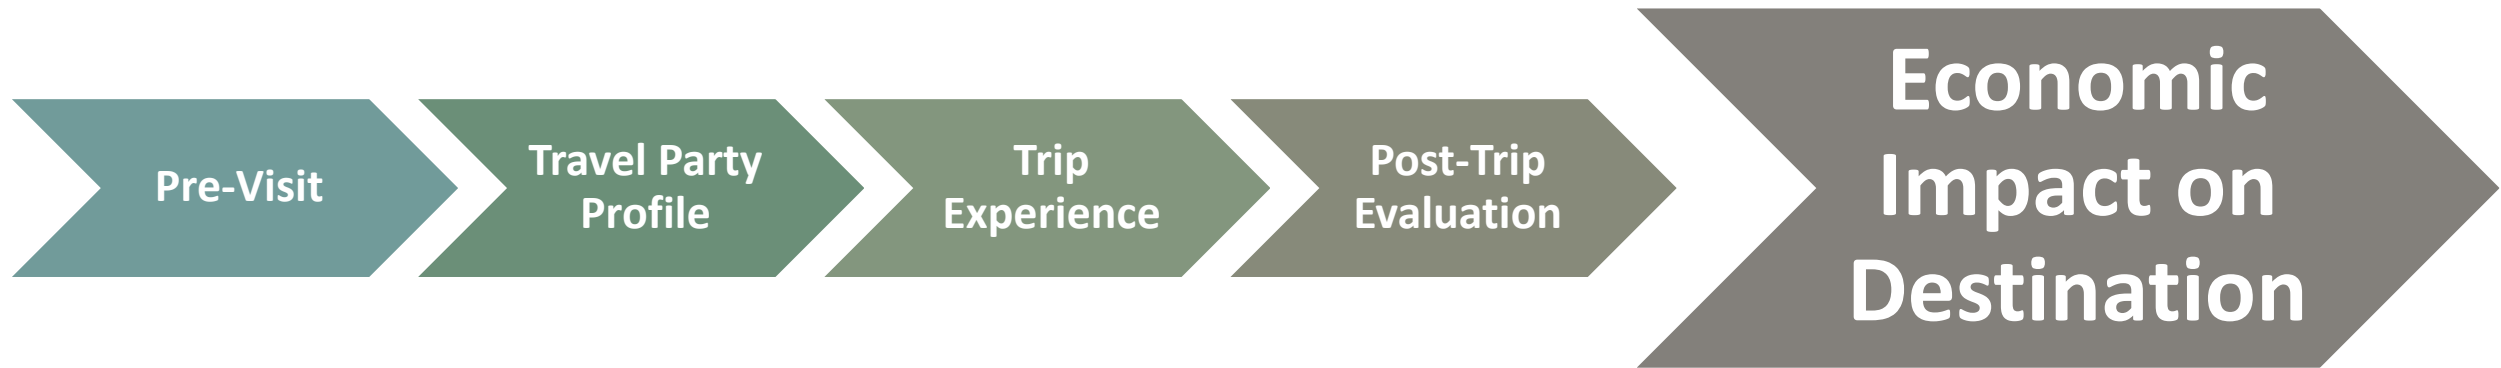 Pre-Visit
Travel Party
Profile
Trip
Experience
Post-Trip
Evaluation
Economic
Impact on
Destination